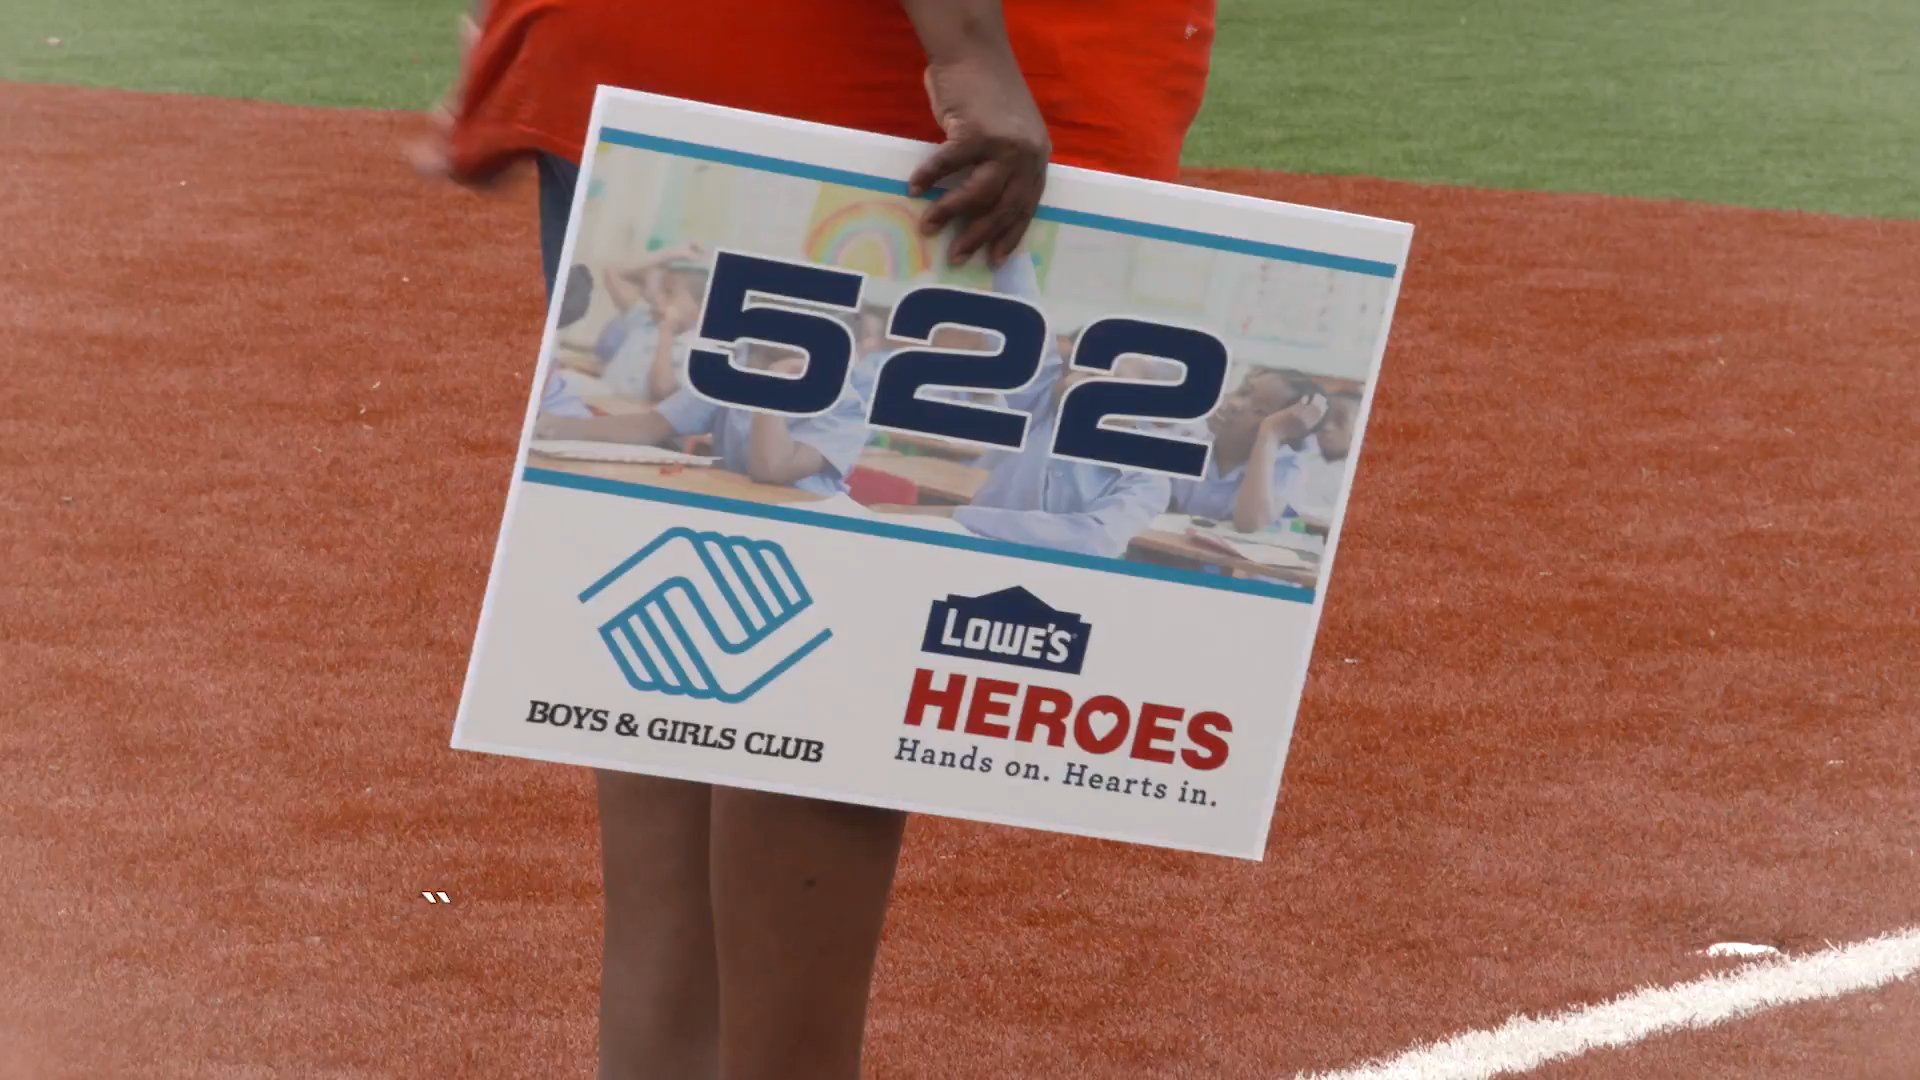 522
BOYS & GIRLS CLUB
LOWE'S
HEROES
Hands on. Hearts in.